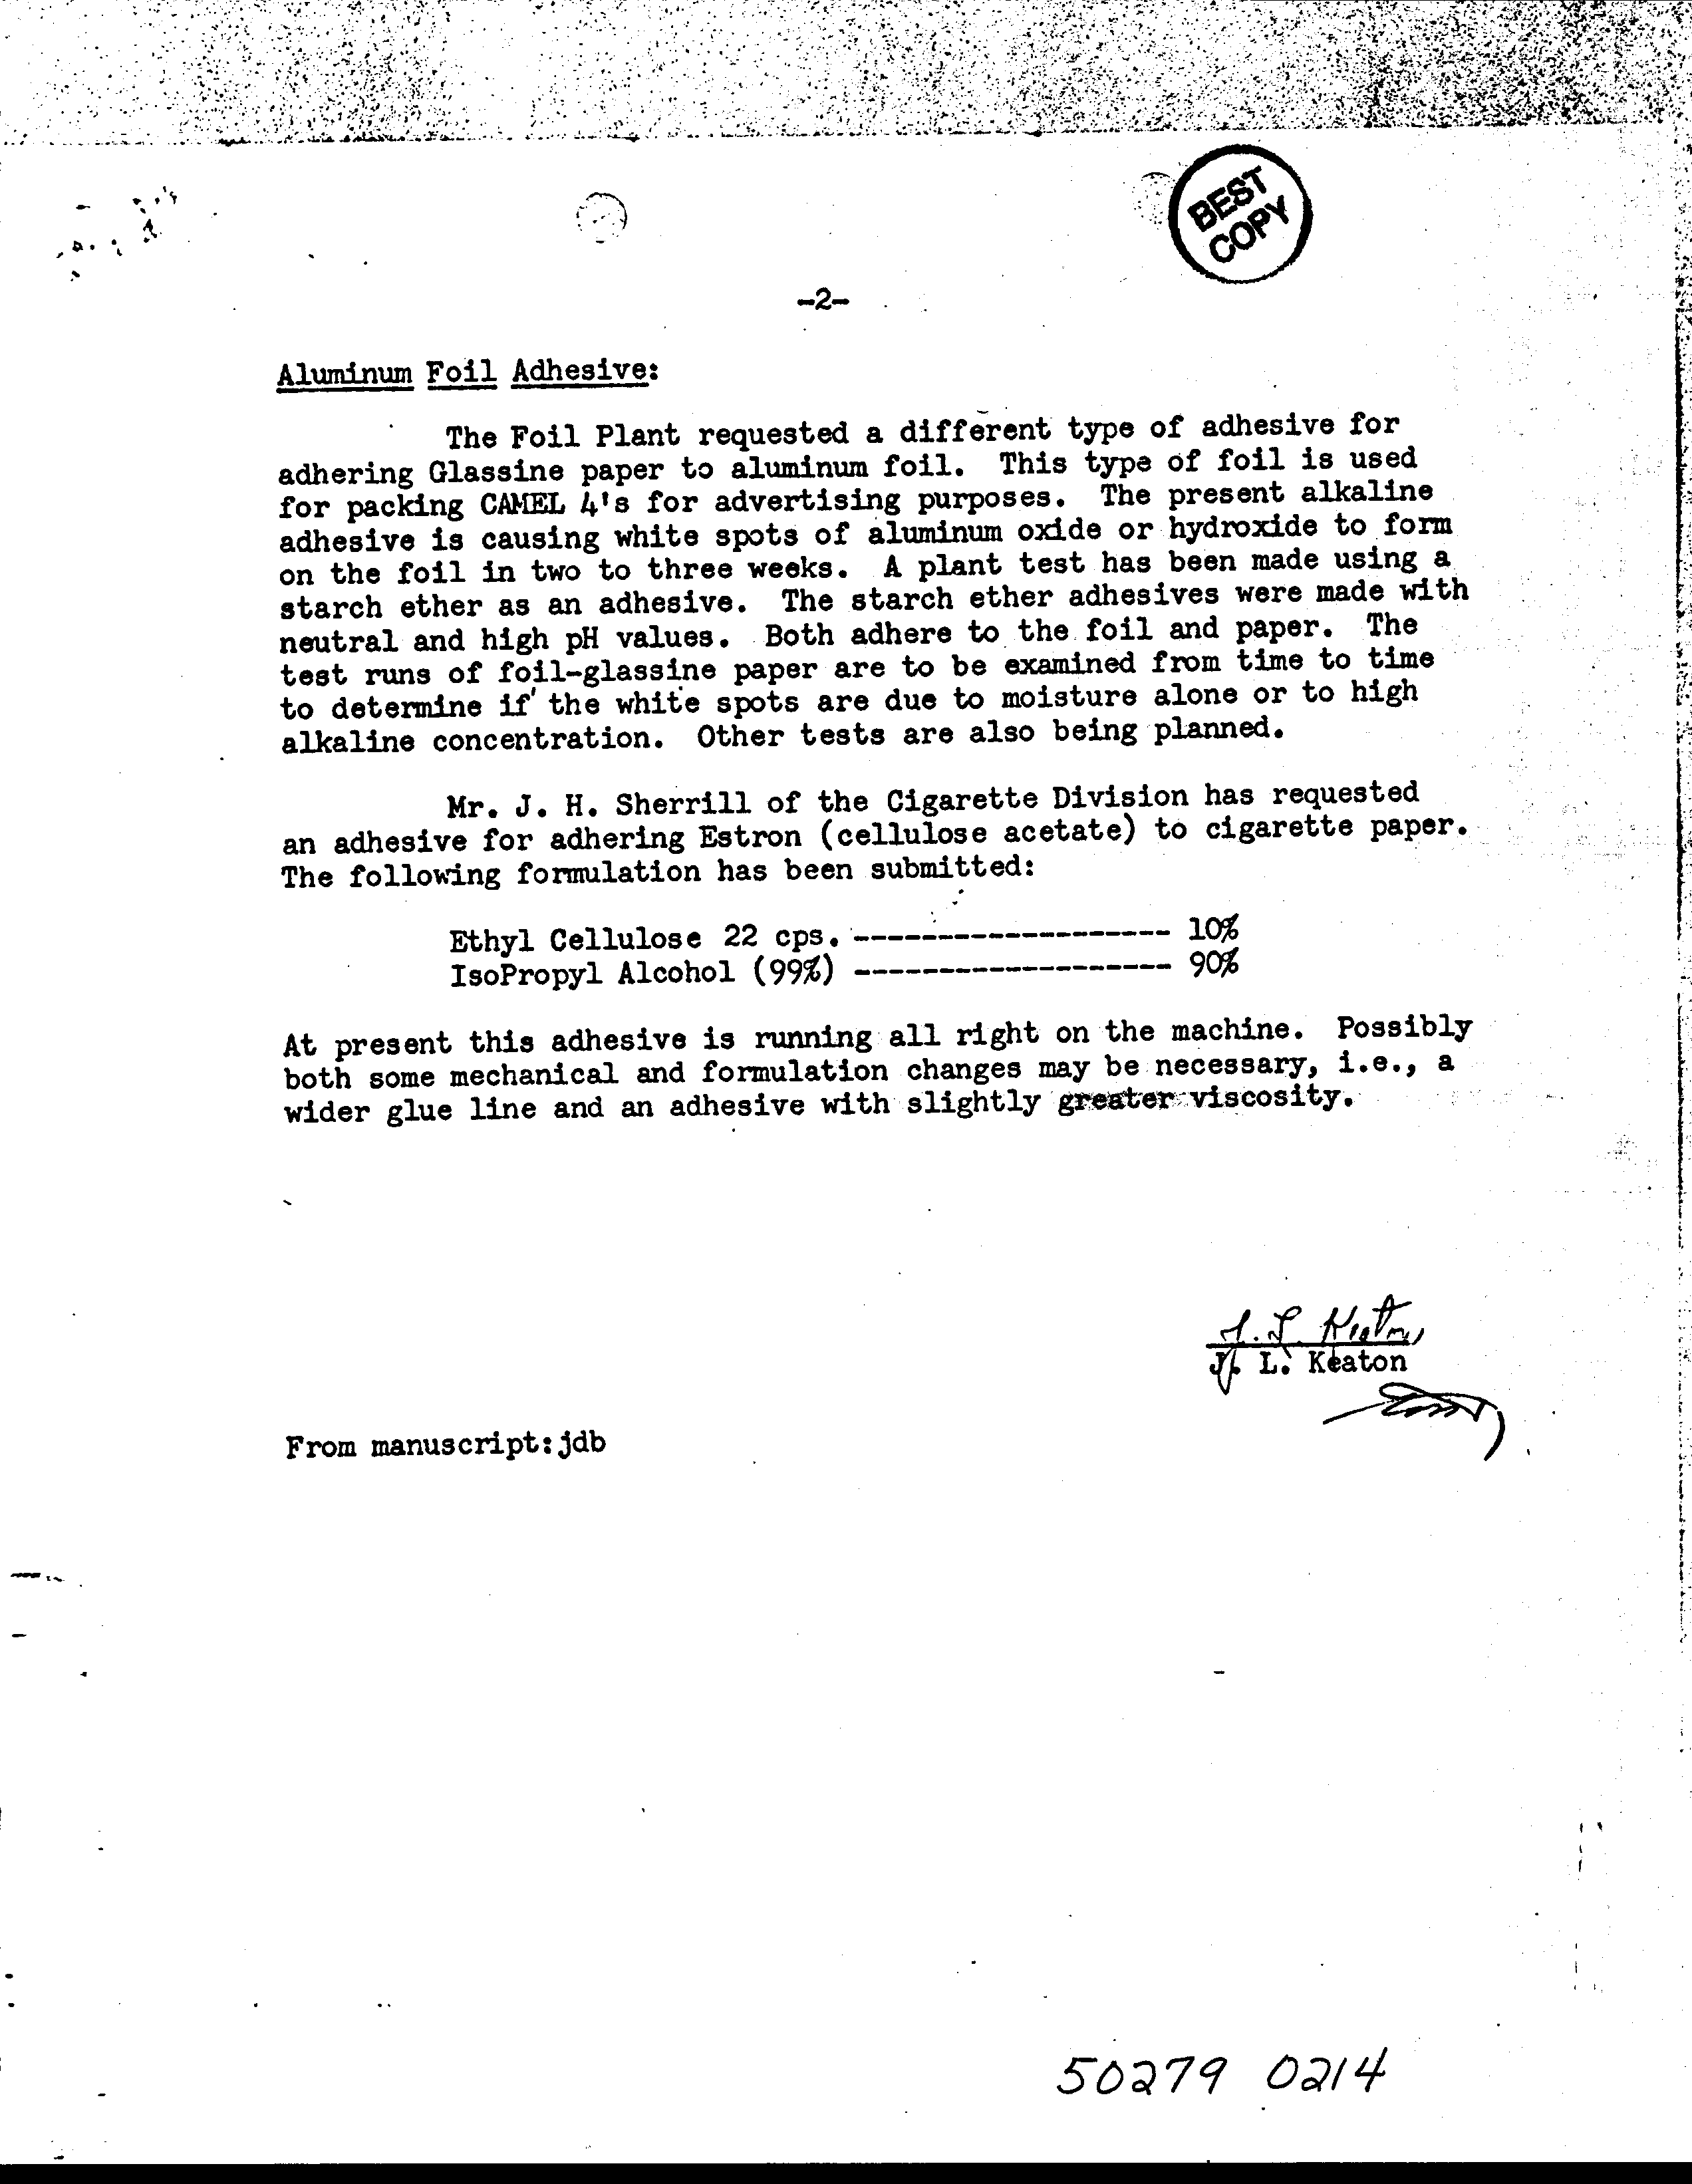 BEST
COPY
-2-
Aluminum Foil Adhesive:
The Foil Plant requested a different type of adhesive for
adhering Glassine paper to aluminum foil. This type of foil is used
for packing CAMEL 4's for advertising purposes. The present alkaline
adhesive is causing white spots of aluminum oxide or hydroxide to form
on the foil in two to three weeks. A plant test has been made using a
starch ether as an adhesive. The starch ether adhesives were made with
neutral and high pH values. Both adhere to the foil and paper. The
test runs of foil-glassine paper are to be examined from time to time
to determine if the white spots are due to moisture alone or to high
alkaline concentration. Other tests are also being planned.
Mr. J. H. Sherrill of the Cigarette Division has requested
an adhesive for adhering Estron (cellulose acetate) to cigarette paper.
The following formulation has been submitted:
Ethyl Cellulose 22 cps. ------------------- 10%
IsoPropyl Alcohol (99%) ------------------- 90%
At present this adhesive is running all right on the machine. Possibly
both some mechanical and formulation changes may be necessary, i.e., a
wider glue line and an adhesive with slightly greater viscosity.
J. L. Keaton
J. L. Keaton
From manuscript:jdb
50279 0214